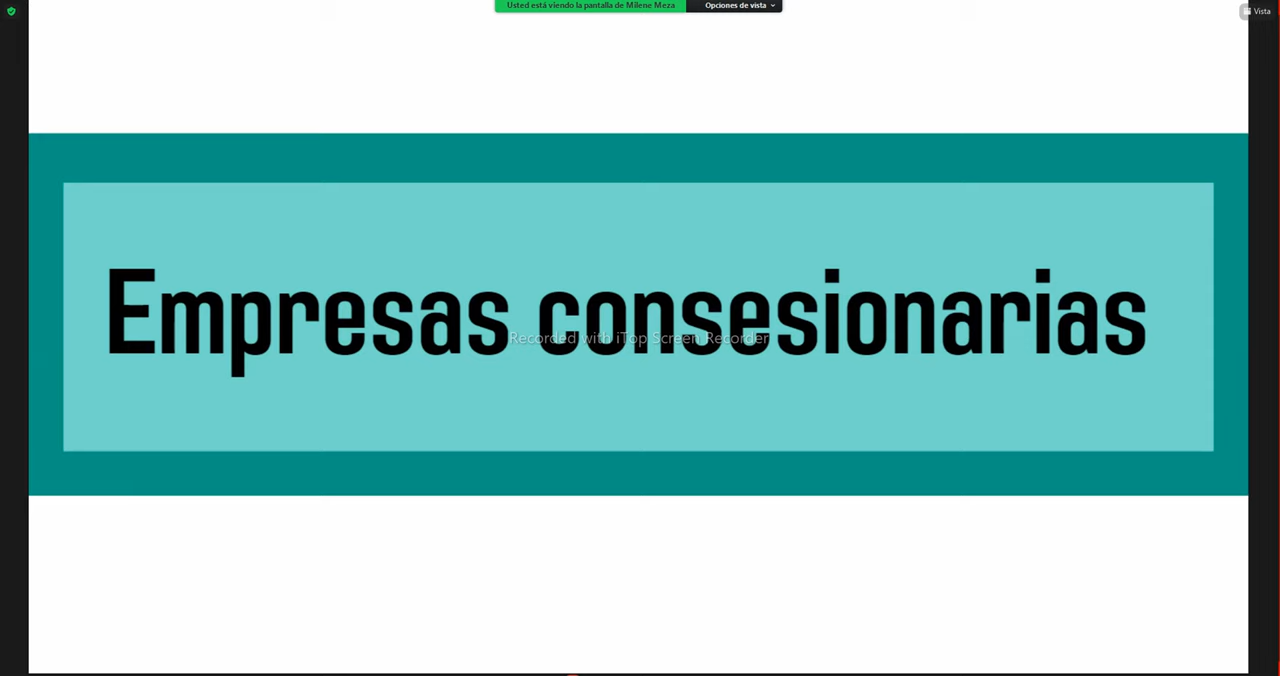 Usted está viendo la pantalla de Milene Meza Opciones de vista
Vista
Empresas consesionarias
Recorded with iTop Screen Recorder